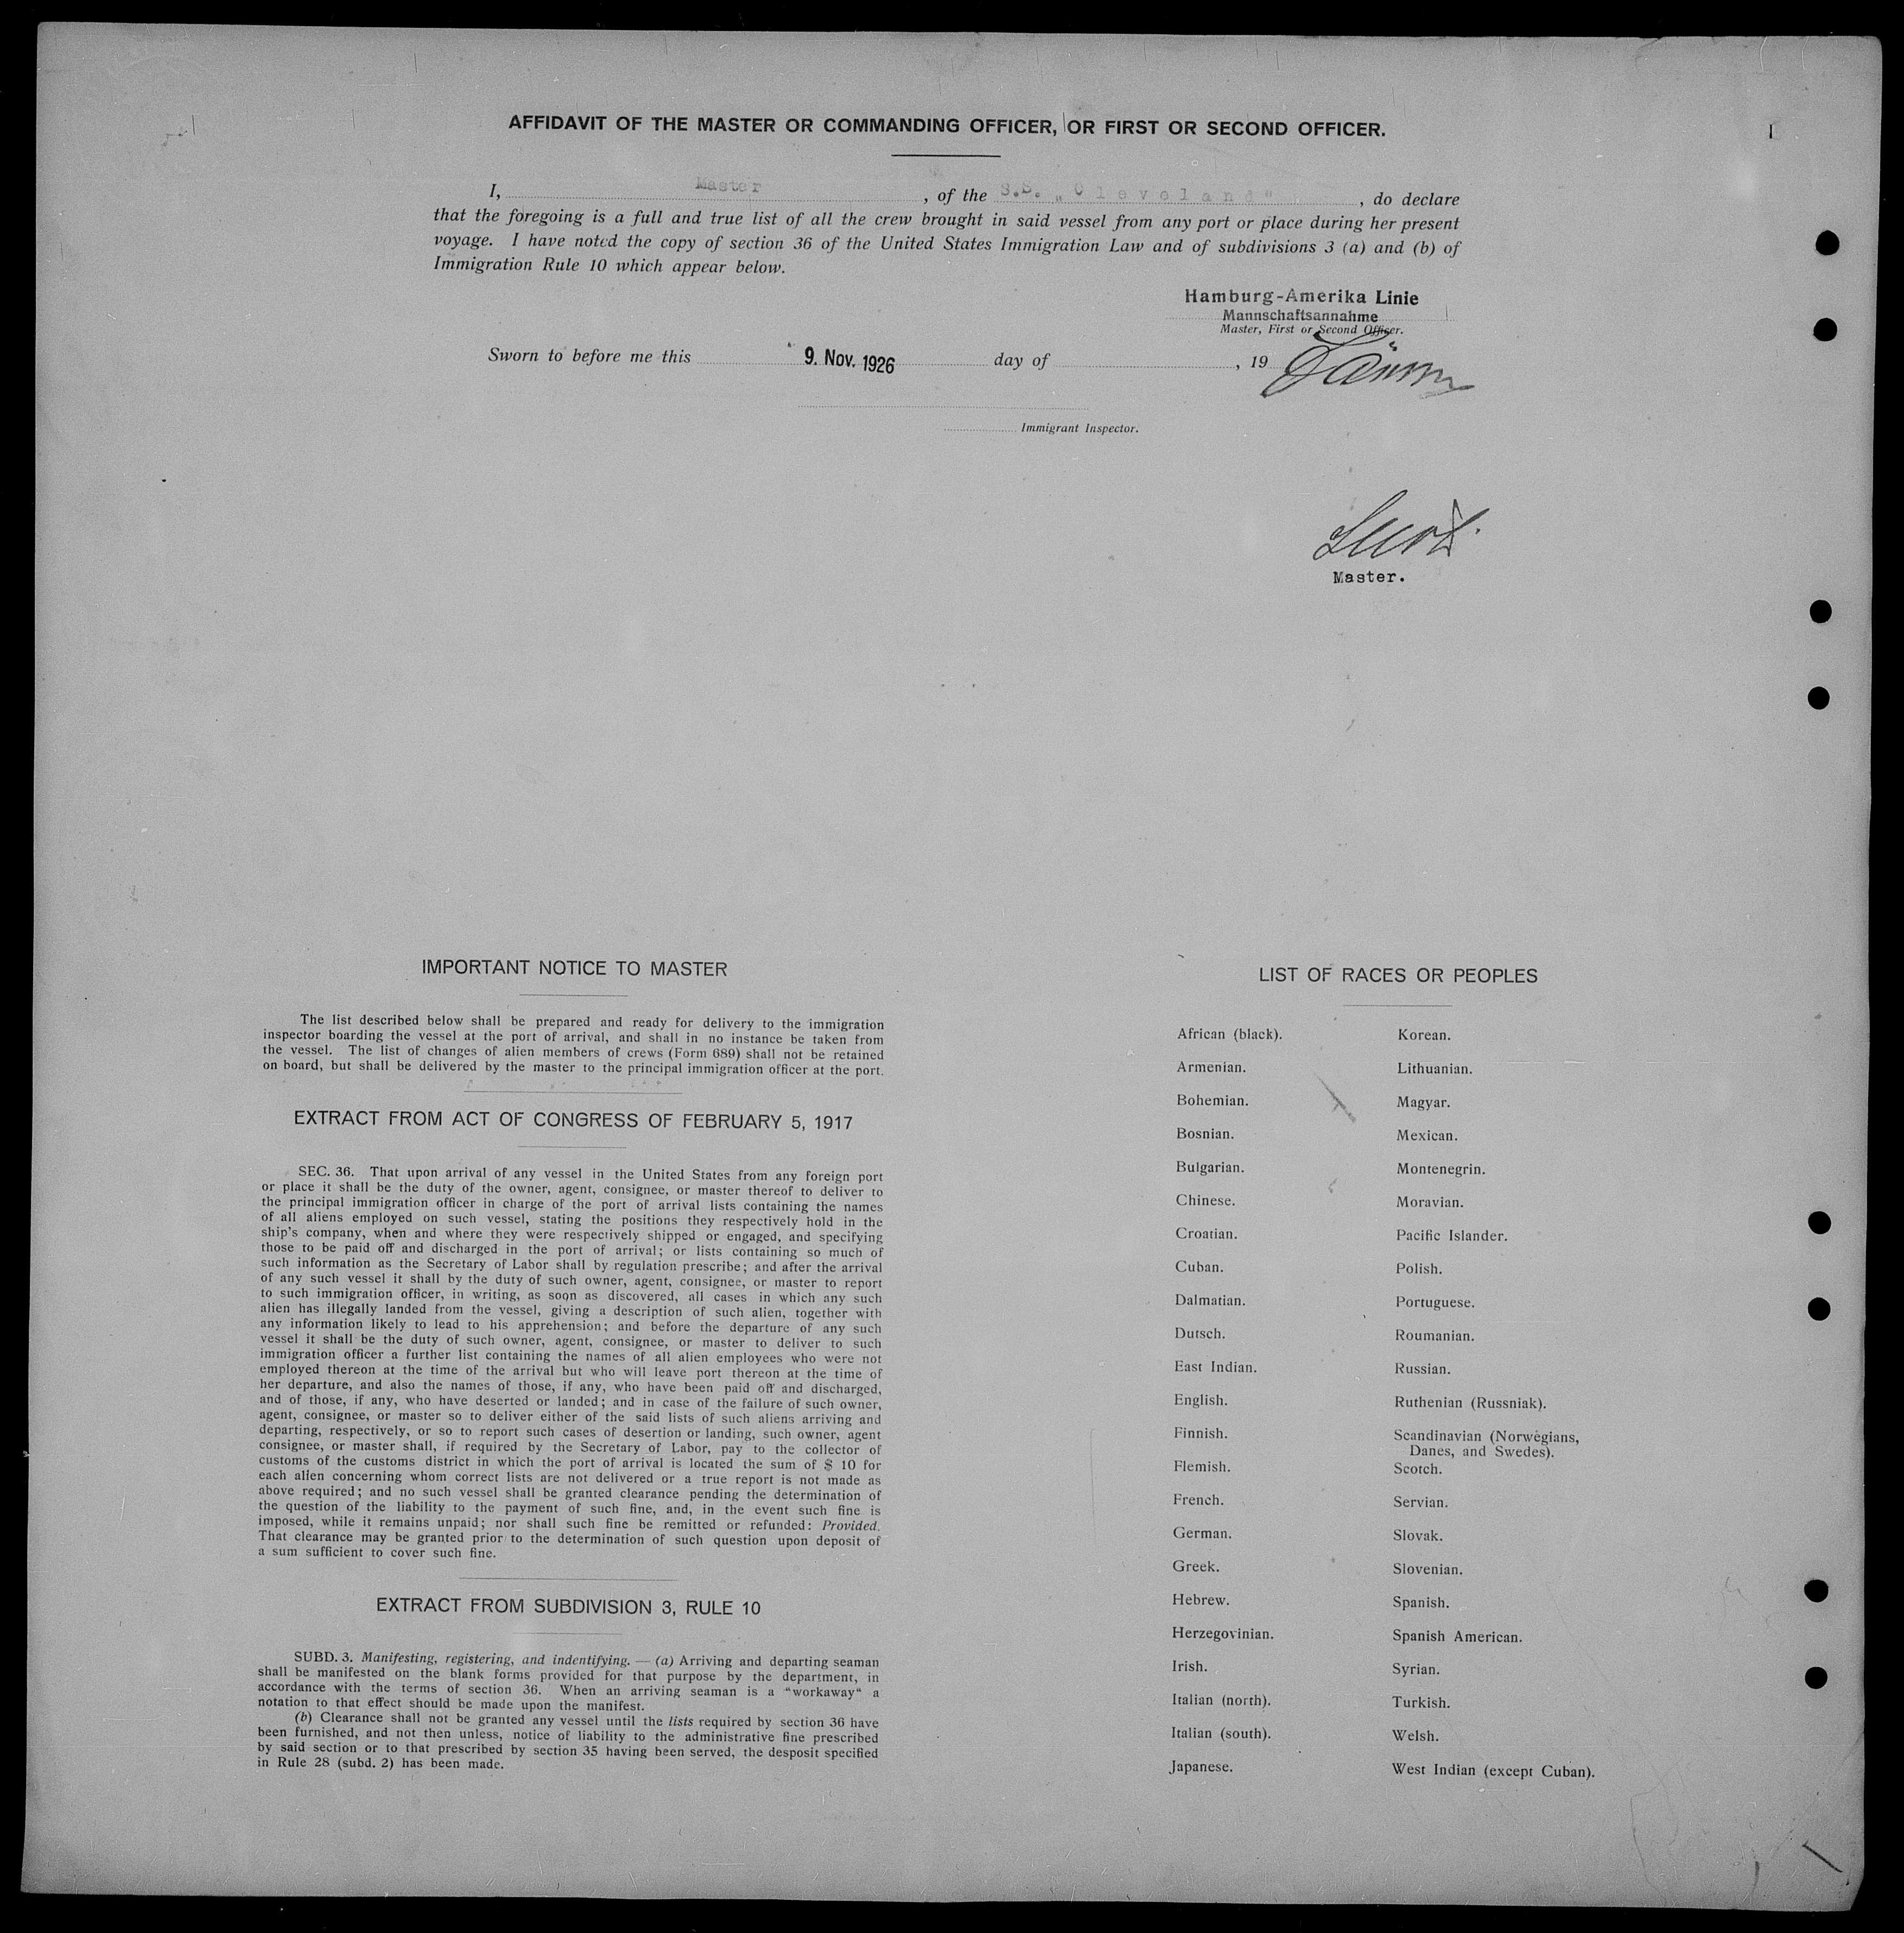 AFFIDAVIT OF THE MASTER OR COMMANDING OFFICER, OR FIRST OR SECOND OFFICER.
I, Master, of the S.S. „Cleveland", do declare
that the foregoing is a full and true list of all the crew brought in said vessel from any port or place during her present
voyage. I have noted the copy of section 36 of the United States Immigration Law and of subdivisions 3 (a) and (b) of
Immigration Rule 10 which appear below.
Hamburg-Amerika Linie
Mannschaftsannahme
Master, First or Second Officer.
Sworn to before me this 9. Nov. 1926 day of , 19
Immigrant Inspector.
Master.
IMPORTANT NOTICE TO MASTER
The list described below shall be prepared and ready for delivery to the immigration
inspector boarding the vessel at the port of arrival, and shall in no instance be taken from
the vessel. The list of changes of alien members of crews (Form 689) shall not be retained
on board, but shall be delivered by the master to the principal immigration officer at the port.
EXTRACT FROM ACT OF CONGRESS OF FEBRUARY 5, 1917
SEC. 36. That upon arrival of any vessel in the United States from any foreign port
or place it shall be the duty of the owner, agent, consignee, or master thereof to deliver to
the principal immigration officer in charge of the port of arrival lists containing the names
of all aliens employed on such vessel, stating the positions they respectively hold in the
ship's company, when and where they were respectively shipped or engaged, and specifying
those to be paid off and discharged in the port of arrival; or lists containing so much of
such information as the Secretary of Labor shall by regulation prescribe; and after the arrival
of any such vessel it shall by the duty of such owner, agent, consignee, or master to report
to such immigration officer, in writing, as soon as discovered, all cases in which any such
alien has illegally landed from the vessel, giving a description of such alien, together with
any information likely to lead to his apprehension; and before the departure of any such
vessel it shall be the duty of such owner, agent, consignee, or master to deliver to such
immigration officer a further list containing the names of all alien employees who were not
employed thereon at the time of the arrival but who will leave port thereon at the time of
her departure, and also the names of those, if any, who have been paid off and discharged,
and of those, if any, who have deserted or landed; and in case of the failure of such owner,
agent, consignee, or master so to deliver either of the said lists of such aliens arriving and
departing, respectively, or so to report such cases of desertion or landing, such owner, agent
consignee, or master shall, if required by the Secretary of Labor, pay to the collector of
customs of the customs district in which the port of arrival is located the sum of $ 10 for
each alien concerning whom correct lists are not delivered or a true report is not made as
above required; and no such vessel shall be granted clearance pending the determination of
the question of the liability to the payment of such fine, and, in the event such fine is
imposed, while it remains unpaid; nor shall such fine be remitted or refunded: Provided.
That clearance may be granted prior to the determination of such question upon deposit of
a sum sufficient to cover such fine.
EXTRACT FROM SUBDIVISION 3, RULE 10
SUBD. 3. Manifesting, registering, and indentifying. — (a) Arriving and departing seaman
shall be manifested on the blank forms provided for that purpose by the department, in
accordance with the terms of section 36. When an arriving seaman is a “workaway“ a
notation to that effect should be made upon the manifest.
(b) Clearance shall not be granted any vessel until the lists required by section 36 have
been furnished, and not then unless, notice of liability to the administrative fine prescribed
by said section or to that prescribed by section 35 having been served, the desposit specified
in Rule 28 (subd. 2) has been made.
LIST OF RACES OR PEOPLES
African (black).
Armenian.
Bohemian.
Bosnian.
Bulgarian.
Chinese.
Croatian.
Cuban.
Dalmatian.
Dutsch.
East Indian.
English.
Finnish.
Flemish.
French.
German.
Greek.
Hebrew.
Herzegovinian.
Irish.
Italian (north).
Italian (south).
Japanese.
Korean.
Lithuanian.
Magyar.
Mexican.
Montenegrin.
Moravian.
Pacific Islander.
Polish.
Portuguese.
Roumanian.
Russian.
Ruthenian (Russniak).
Scandinavian (Norwegians,
Danes, and Swedes).
Scotch.
Servian.
Slovak.
Slovenian.
Spanish.
Spanish American.
Syrian.
Turkish.
Welsh.
West Indian (except Cuban).